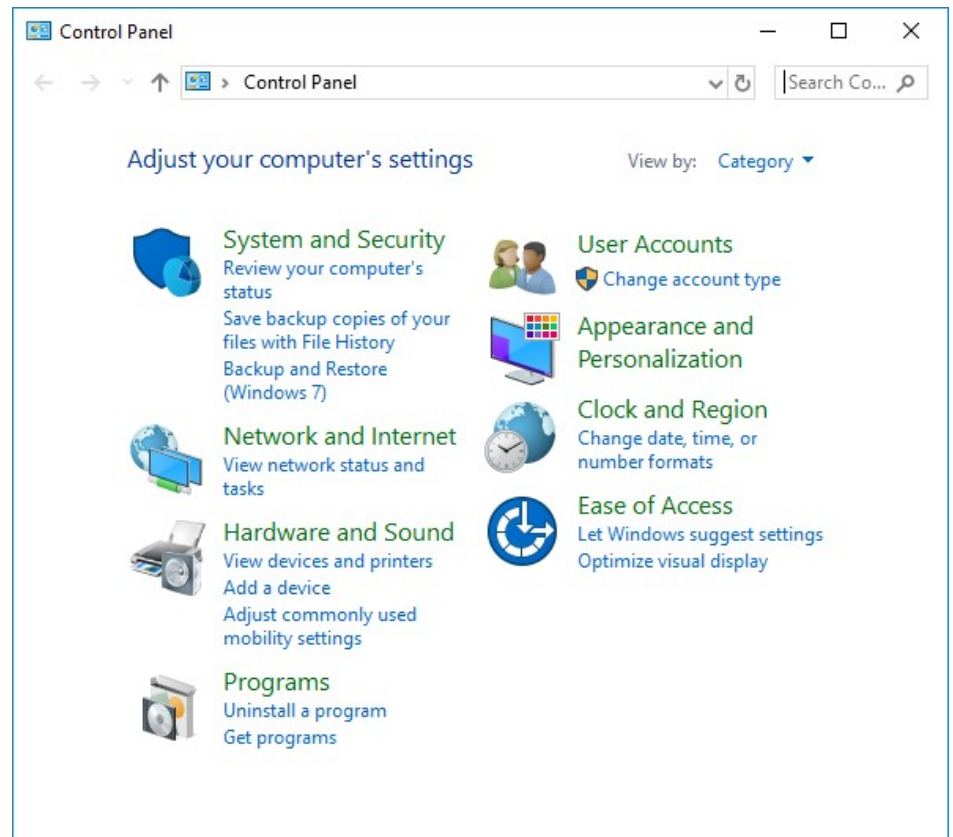 Control Panel
Control Panel
Search Co...
Adjust your computer's settings
View by: Category
System and Security
Review your computer's
status
Save backup copies of your
files with File History
Backup and Restore
(Windows 7)
Network and Internet
View network status and
tasks
Hardware and Sound
View devices and printers
Add a device
Adjust commonly used
mobility settings
Programs
Uninstall a program
Get programs
User Accounts
Change account type
Appearance and
Personalization
Clock and Region
Change date, time, or
number formats
Ease of Access
Let Windows suggest settings
Optimize visual display